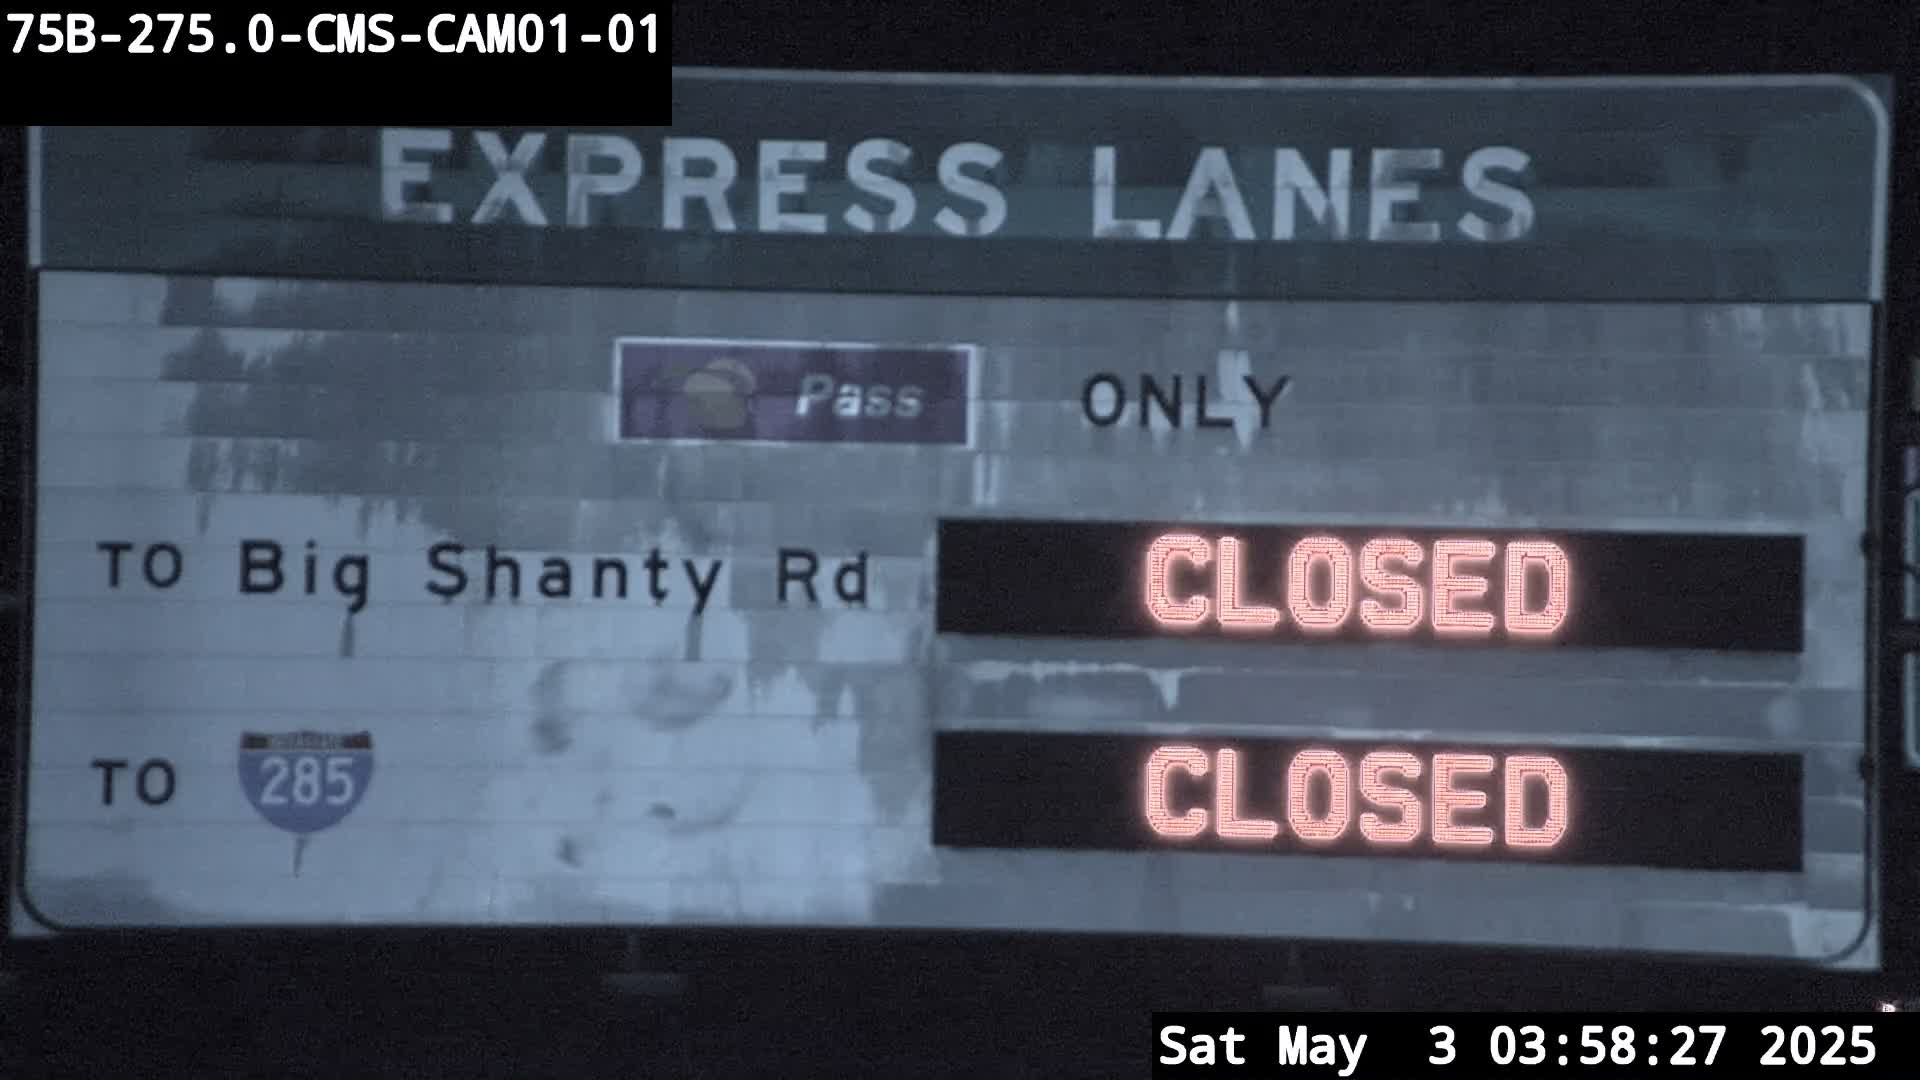 75B-275.0-CMS-CAM01-01
EXPRESS LANES
Pass ONLY
TO Big Shanty Rd CLOSED
TO 285 CLOSED
Sat May 3 03:58:27 2025